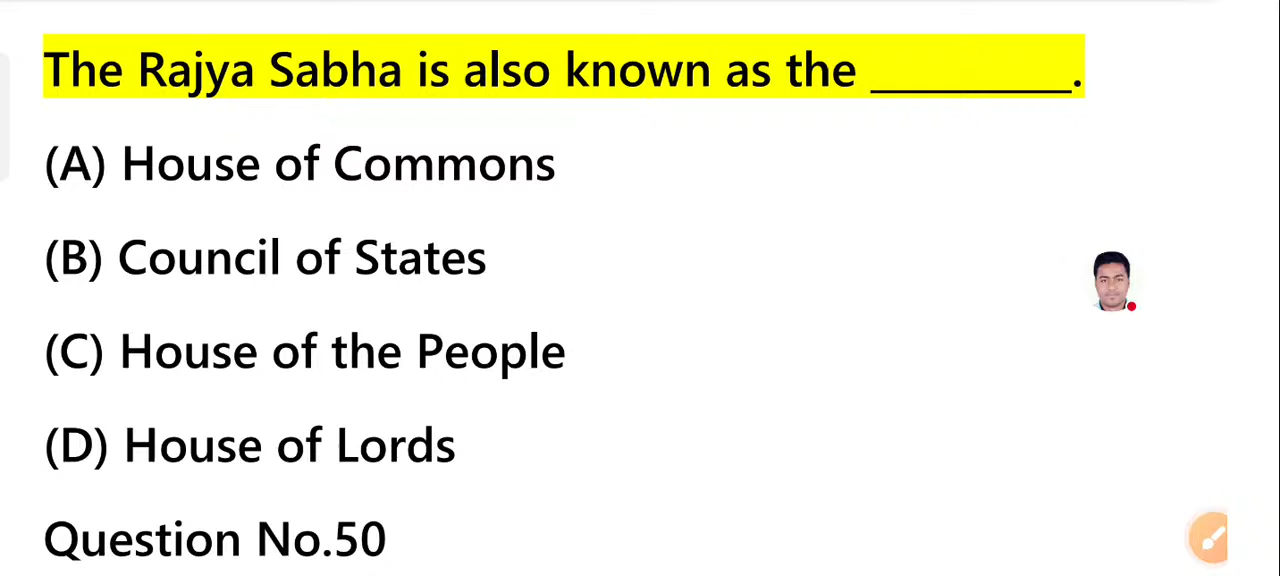 The Rajya Sabha is also known as the __________.
(A) House of Commons
(B) Council of States
(C) House of the People
(D) House of Lords
Question No.50